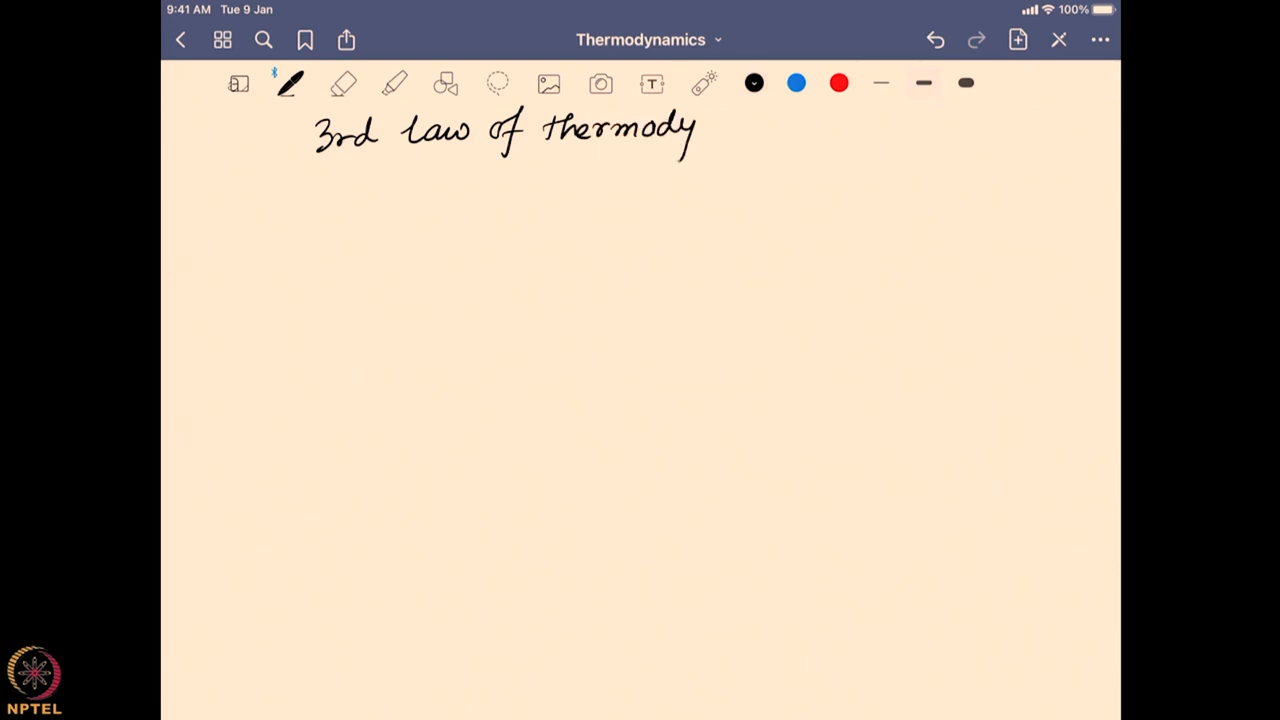 9:41 AM Tue 9 Jan 100%
Thermodynamics
T
3rd law of thermody
NPTEL